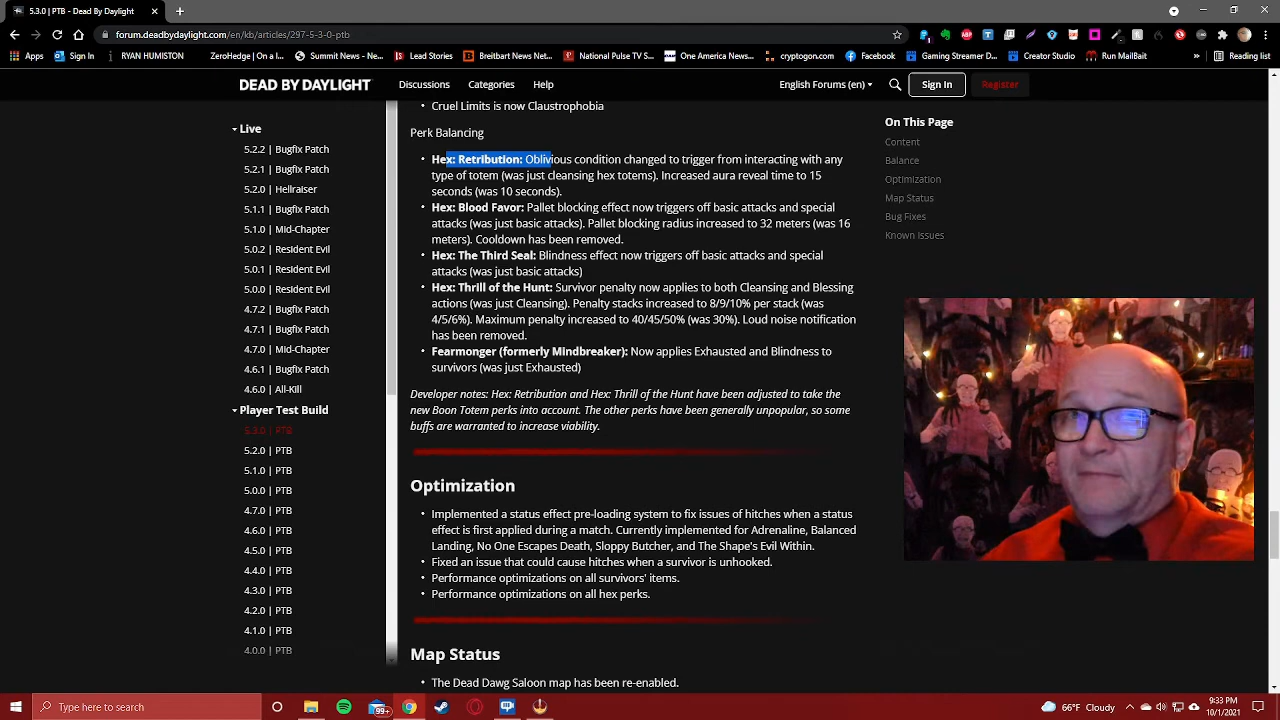 5.3.0 | PTB - Dead by Daylight
forum.deadbydaylight.com/en/kb/articles/297-5-3-0-ptb
Apps
Sign In
RYAN HUMISTON
ZeroHedge | On a lo...
Summit News - Ne...
Lead Stories
Breitbart News Net...
National Pulse T/S...
One America News...
cryptogon.com
Facebook
Gaming Streamer D...
Creator Studio
Run MailBait
»
Reading list
DEAD BY DAYLIGHT
Discussions
Categories
Help
English Forums (en)
Sign In
Register
Live
5.2.2 | Bugfix Patch
5.2.1 | Bugfix Patch
5.2.0 | Hellraiser
5.1.1 | Bugfix Patch
5.1.0 | Mid-Chapter
5.0.2 | Resident Evil
5.0.1 | Resident Evil
5.0.0 | Resident Evil
4.7.2 | Bugfix Patch
4.7.1 | Bugfix Patch
4.7.0 | Mid-Chapter
4.6.1 | Bugfix Patch
4.6.0 | All-Kill
Player Test Build
5.3.0 | PTB
5.2.0 | PTB
5.1.0 | PTB
5.0.0 | PTB
4.7.0 | PTB
4.6.0 | PTB
4.5.0 | PTB
4.4.0 | PTB
4.3.0 | PTB
4.2.0 | PTB
4.1.0 | PTB
4.0.0 | PTB
• Cruel Limits is now Claustrophobia
Perk Balancing
• Hex: Retribution: Oblivious condition changed to trigger from interacting with any
type of totem (was just cleansing hex totems). Increased aura reveal time to 15
seconds (was 10 seconds).
• Hex: Blood Favor: Pallet blocking effect now triggers off basic attacks and special
attacks (was just basic attacks). Pallet blocking radius increased to 32 meters (was 16
meters). Cooldown has been removed.
• Hex: The Third Seal: Blindness effect now triggers off basic attacks and special
attacks (was just basic attacks)
• Hex: Thrill of the Hunt: Survivor penalty now applies to both Cleansing and Blessing
actions (was just Cleansing). Penalty stacks increased to 8/9/10% per stack (was
4/5/6%). Maximum penalty increased to 40/45/50% (was 30%). Loud noise notification
has been removed.
• Fearmonger (formerly Mindbreaker): Now applies Exhausted and Blindness to
survivors (was just Exhausted)
Developer notes: Hex: Retribution and Hex: Thrill of the Hunt have been adjusted to take the
new Boon Totem perks into account. The other perks have been generally unpopular, so some
buffs are warranted to increase viability.
Optimization
• Implemented a status effect pre-loading system to fix issues of hitches when a status
effect is first applied during a match. Currently implemented for Adrenaline, Balanced
Landing, No One Escapes Death, Sloppy Butcher, and The Shape's Evil Within.
• Fixed an issue that could cause hitches when a survivor is unhooked.
• Performance optimizations on all survivors' items.
• Performance optimizations on all hex perks.
Map Status
• The Dead Dawg Saloon map has been re-enabled.
On This Page
Content
Balance
Optimization
Map Status
Bug Fixes
Known Issues
Type here to search
99+
66°F Cloudy
9:33 PM
10/1/2021